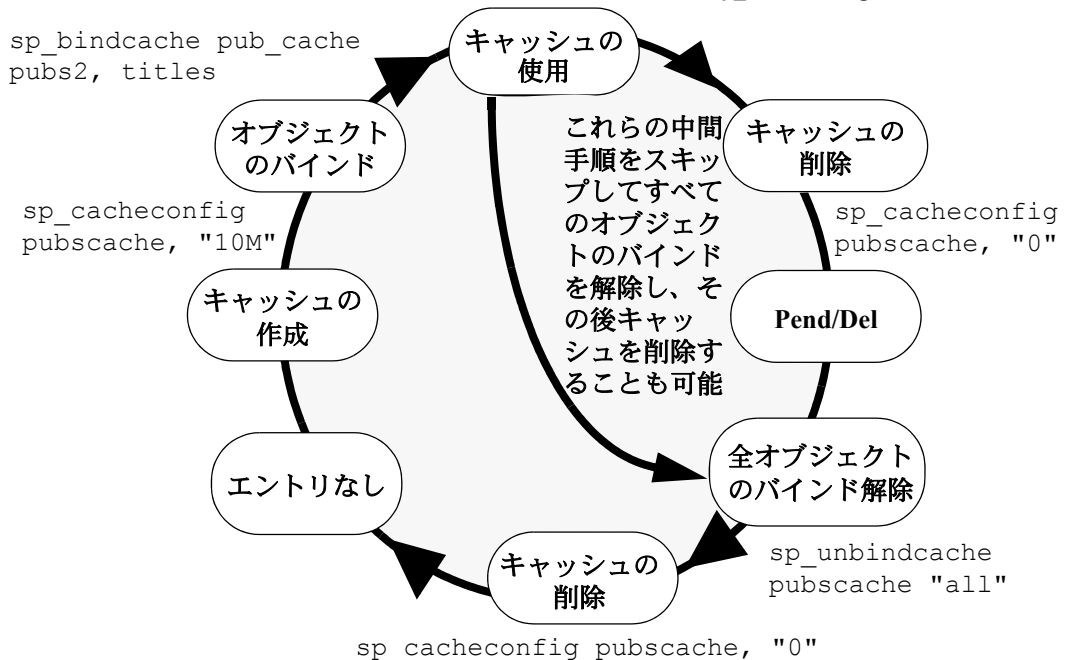 sp_bindcache pub_cache
pubs2, titles
キャッシュの
使用
オブジェクト
のバインド
これらの中間
手順をスキッ
プしてすべて
のオブジェク
トのバインド
を解除し、そ
の後キャッ
シュを削除す
ることも可能
キャッシュの
削除
sp_cacheconfig
pubscache, "10M"
sp_cacheconfig
pubscache, "0"
キャッシュの
作成
Pend/Del
エントリなし
全オブジェクト
のバインド解除
キャッシュの
削除
sp_unbindcache
pubscache "all"
sp cacheconfig pubscache, "0"